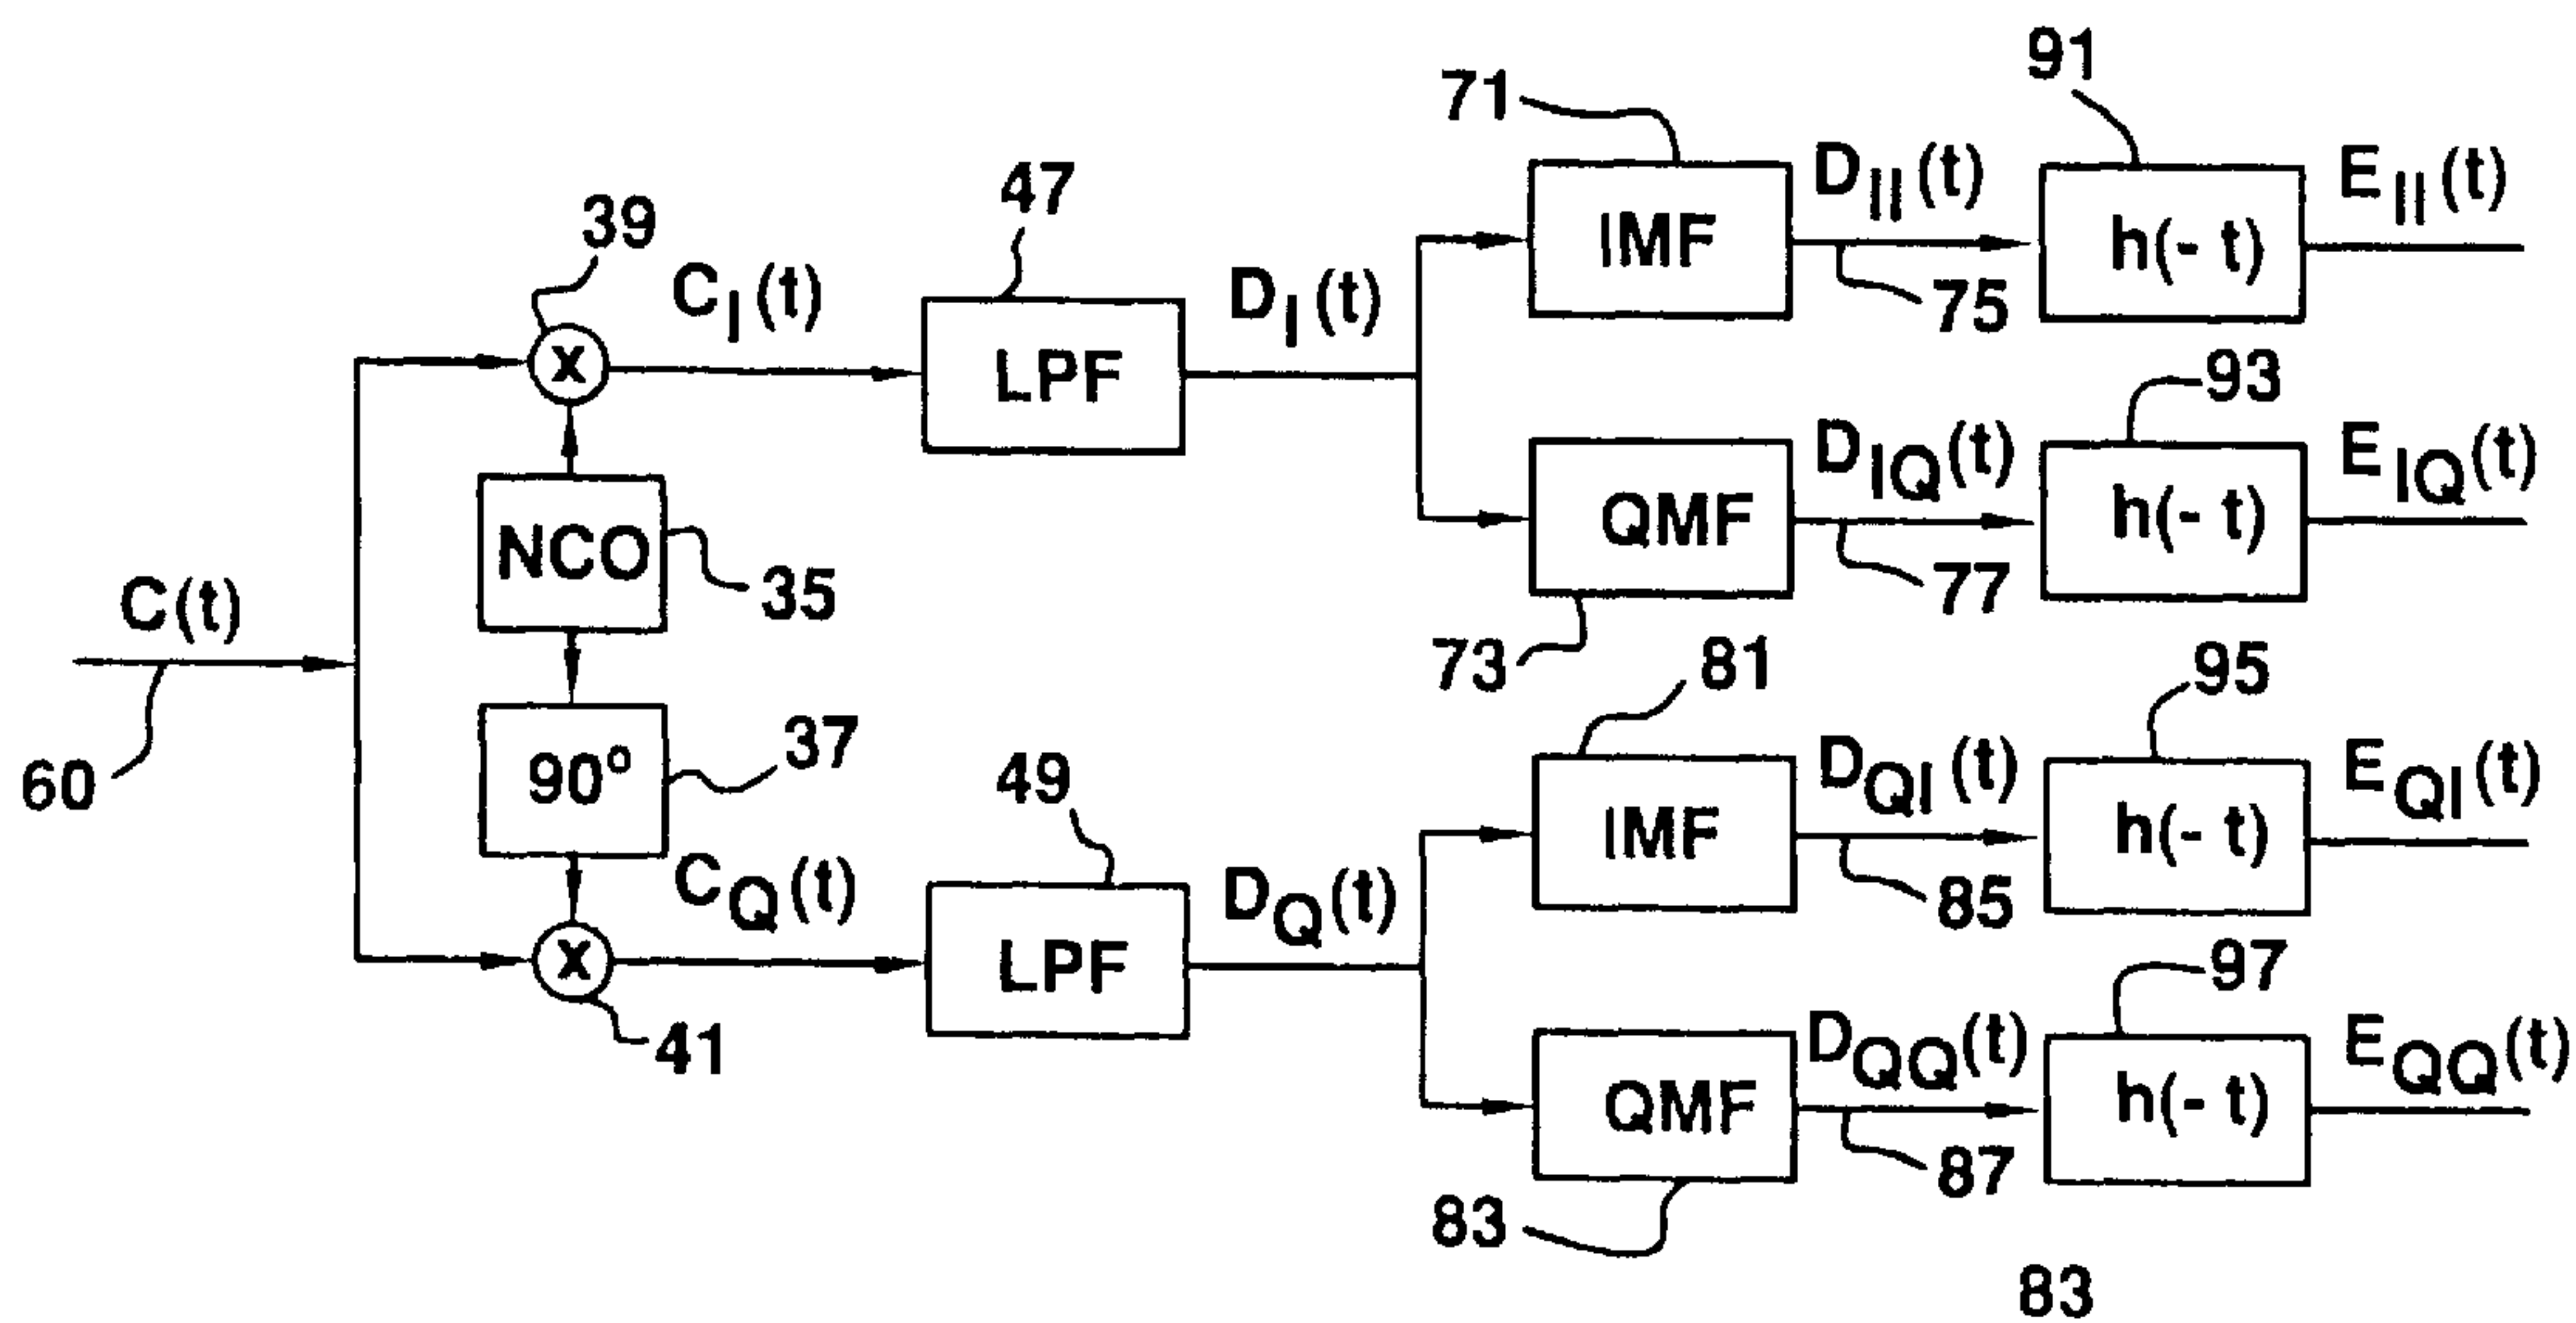 91
71
D_II(t)
E_II(t)
47
39
IMF
h(- t)
C_I(t)
D_I(t)
75
93
X
LPF
D_IQ(t)
E_IQ(t)
NCO
QMF
h(- t)
35
77
C(t)
73
81
95
60
90°
37
49
D_QI(t)
E_QI(t)
IMF
h(- t)
C_Q(t)
D_Q(t)
85
X
LPF
97
41
D_QQ(t)
E_QQ(t)
QMF
h(- t)
87
83
83